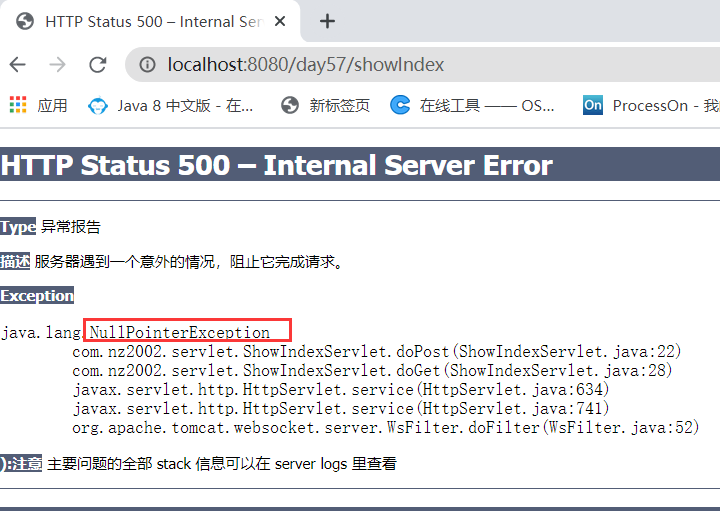 HTTP Status 500 – Internal Ser
localhost:8080/day57/showIndex
应用 Java 8 中文版 - 在... 新标签页 在线工具 —— OS... On ProcessOn - 我
HTTP Status 500 – Internal Server Error
Type 异常报告
描述 服务器遇到一个意外的情况，阻止它完成请求。
Exception
java.lang.NullPointerException
com.nz2002.servlet.ShowIndexServlet.doPost(ShowIndexServlet.java:22)
com.nz2002.servlet.ShowIndexServlet.doGet(ShowIndexServlet.java:28)
javax.servlet.http.HttpServlet.service(HttpServlet.java:634)
javax.servlet.http.HttpServlet.service(HttpServlet.java:741)
org.apache.tomcat.websocket.server.WsFilter.doFilter(WsFilter.java:52)
):注意 主要问题的全部 stack 信息可以在 server logs 里查看